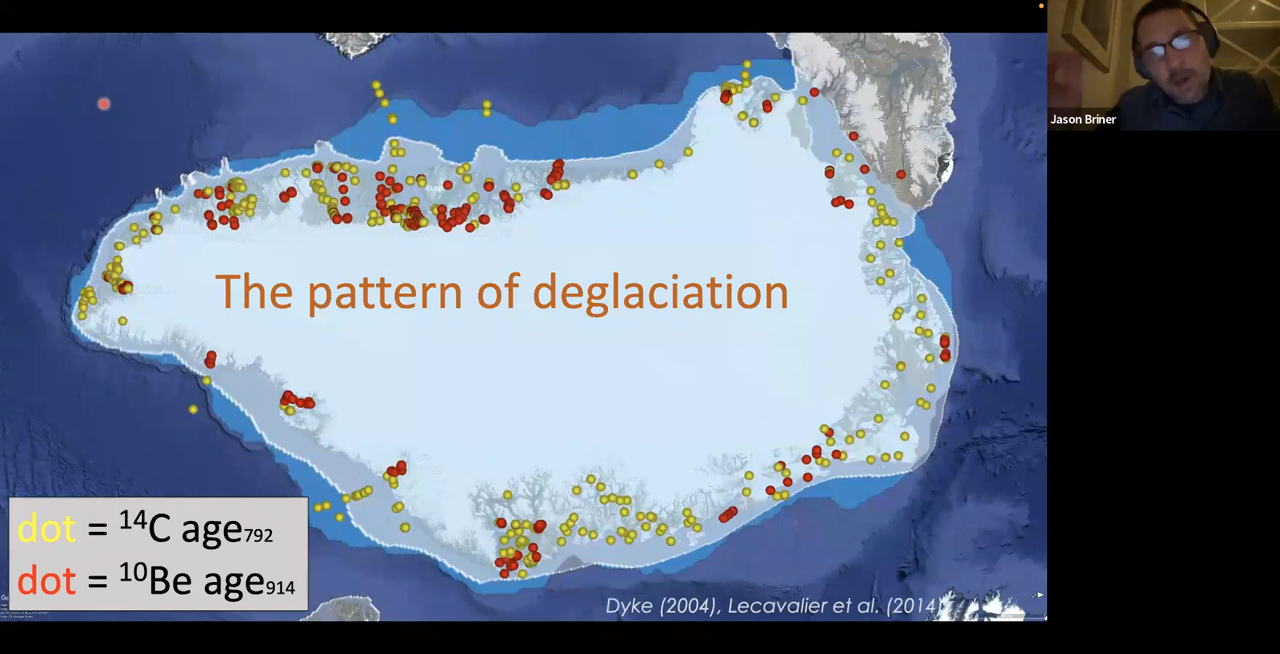 Jason Briner
The pattern of deglaciation
dot = ¹⁴C age792
dot = ¹⁰Be age914
Dyke (2004), Lecavalier et al. (2014)